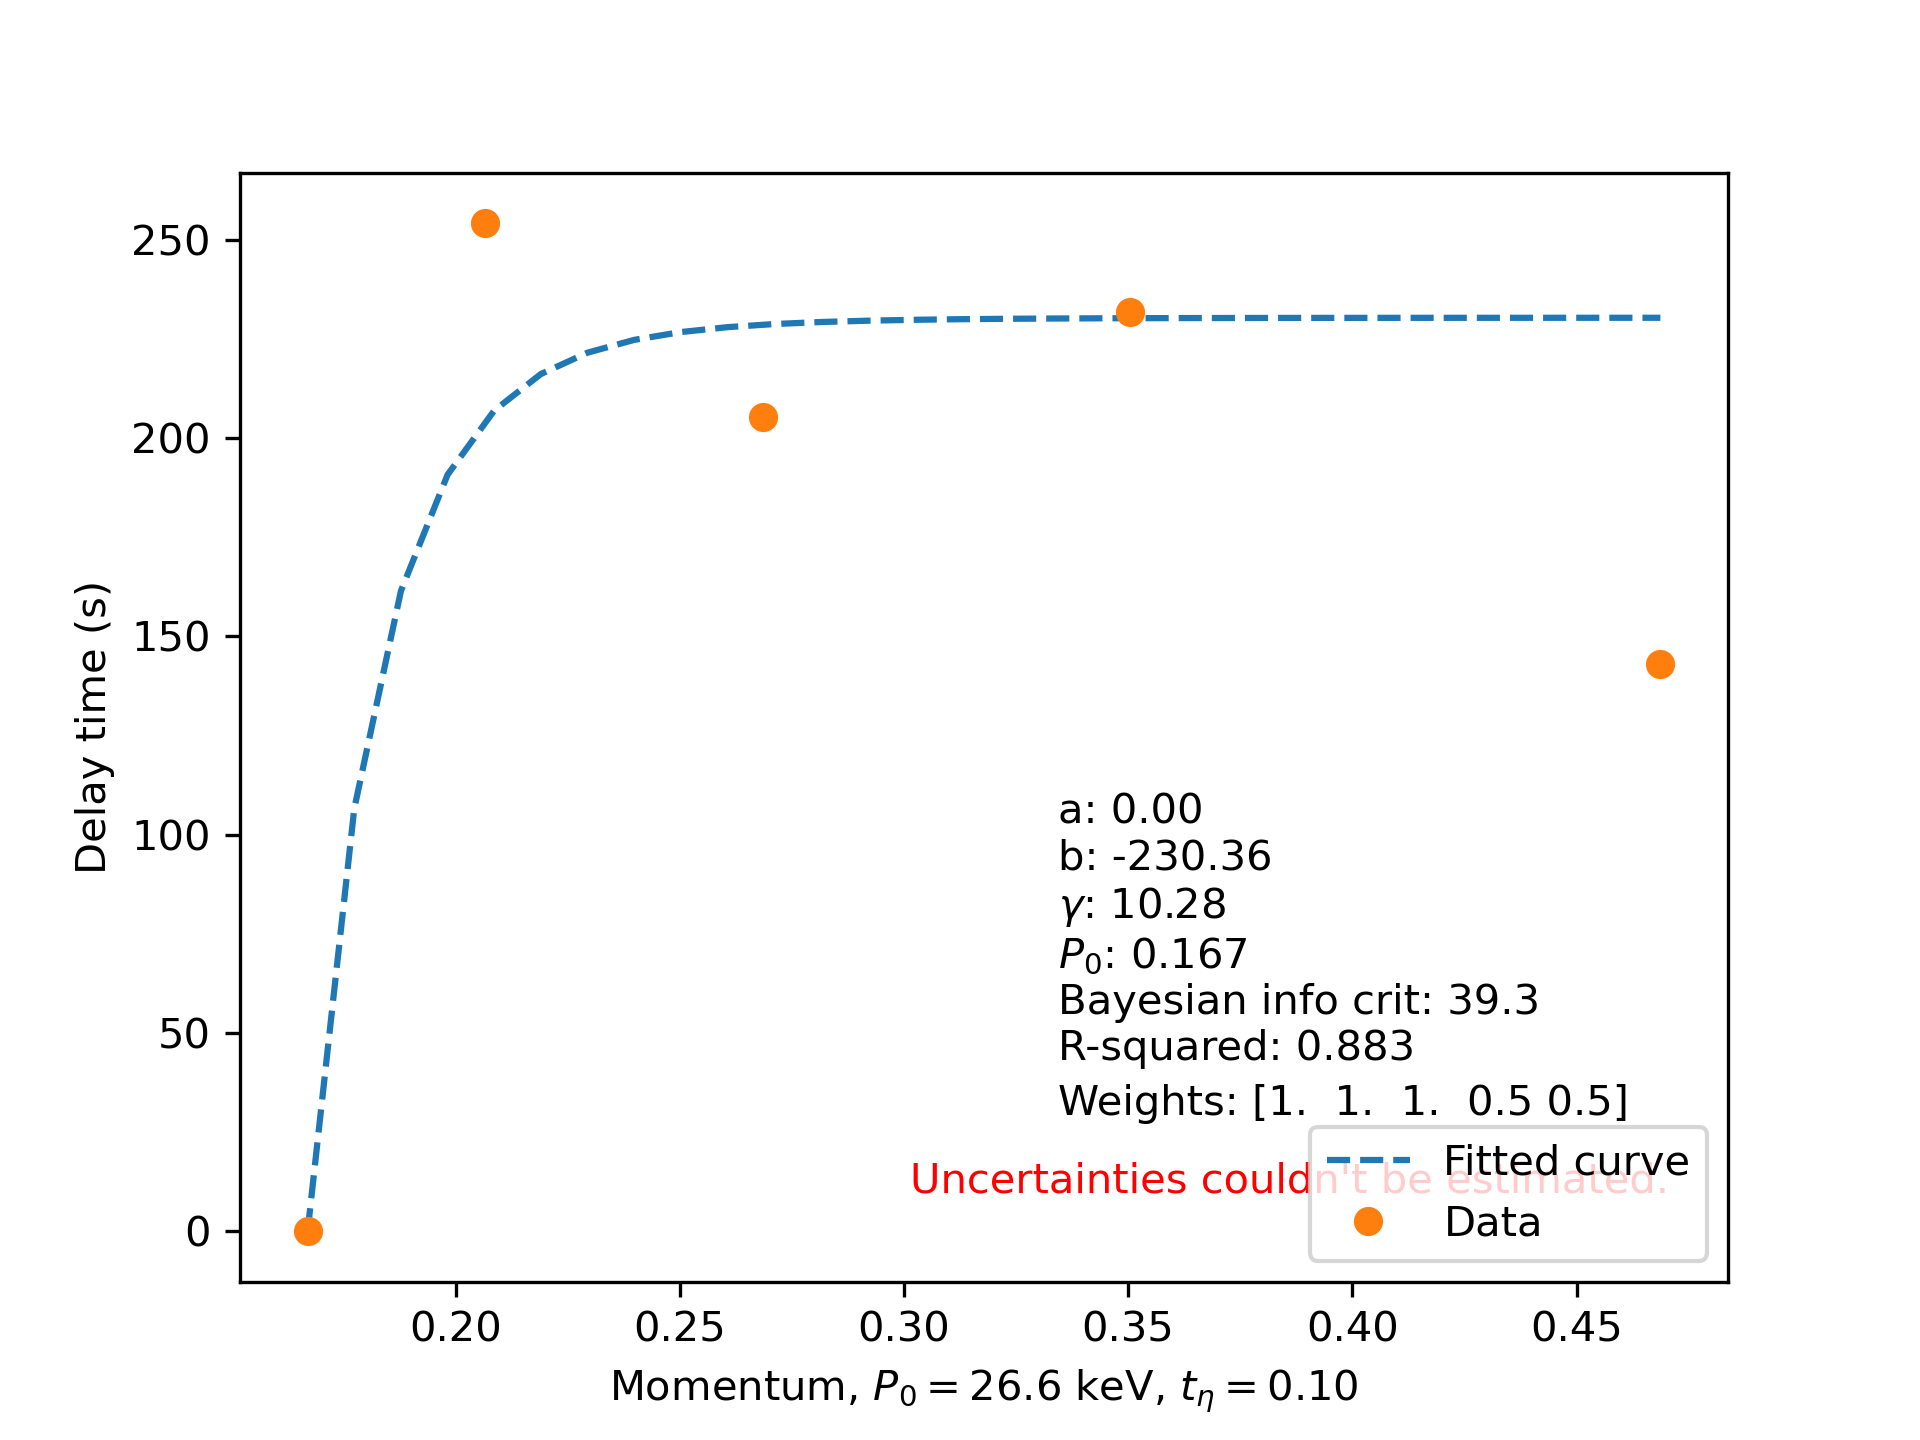 250
200
150
100
50
0
Delay time (s)
a: 0.00
b: -230.36
γ: 10.28
P₀: 0.167
Bayesian info crit: 39.3
R-squared: 0.883
Weights: [1.  1.  1.  0.5 0.5]
Uncertainties couldn't be estimated.
Fitted curve
Data
0.20 0.25 0.30 0.35 0.40 0.45
Momentum, P₀ = 26.6 keV, tη = 0.10